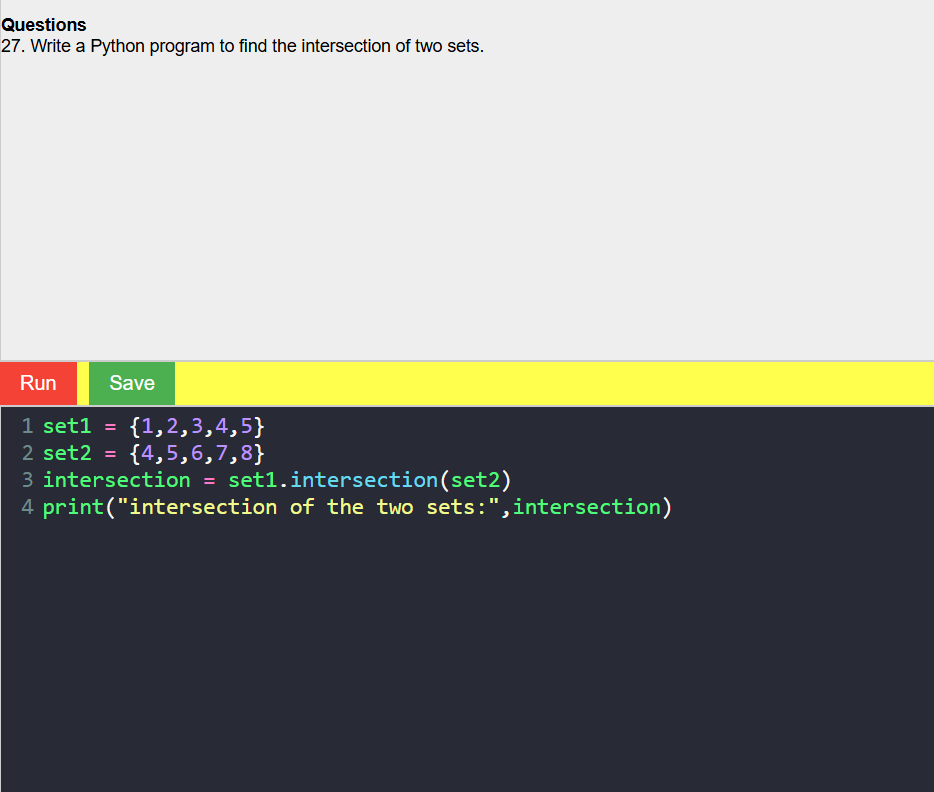 Questions
27. Write a Python program to find the intersection of two sets.
Run Save
1 set1 = {1,2,3,4,5}
2 set2 = {4,5,6,7,8}
3 intersection = set1.intersection(set2)
4 print("intersection of the two sets:",intersection)